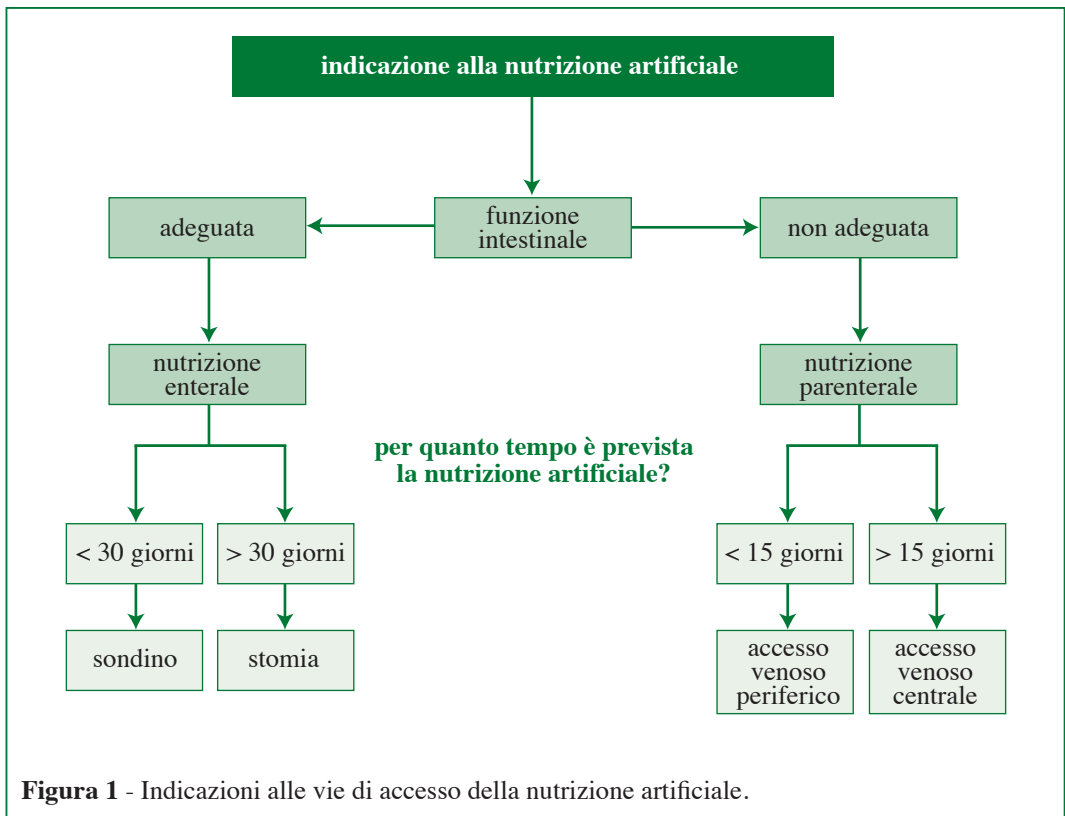 indicazione alla nutrizione artificiale
adeguata
funzione
intestinale
non adeguata
nutrizione
enterale
nutrizione
parenterale
per quanto tempo è prevista
la nutrizione artificiale?
< 30 giorni
> 30 giorni
< 15 giorni
> 15 giorni
sondino
stomia
accesso
venoso
periferico
accesso
venoso
centrale
Figura 1 - Indicazioni alle vie di accesso della nutrizione artificiale.